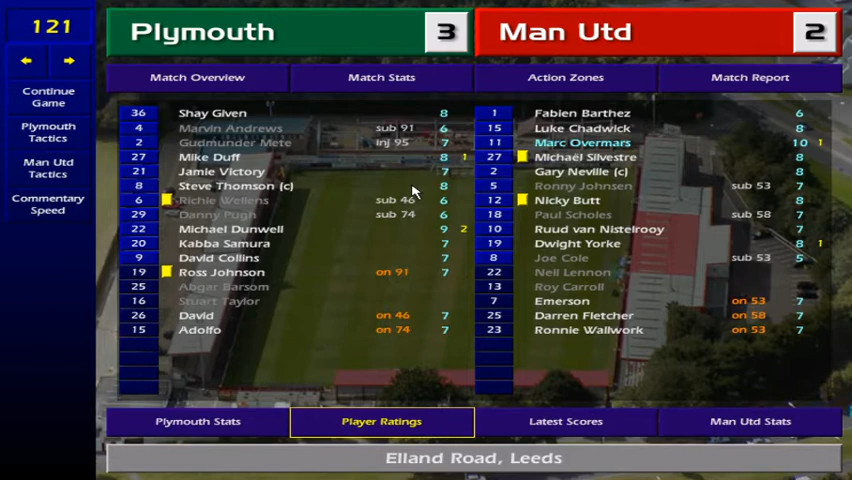 121
Plymouth 3 Man Utd 2
Match Overview Match Stats Action Zones Match Report
Continue Game
Plymouth Tactics
Man Utd Tactics
Commentary Speed
36 Shay Given 8
4 Marvin Andrews sub 91 6
2 Gudmunder Mete inj 95 7
27 Mike Duff 8 1
21 Jamie Victory 7
8 Steve Thomson (c) 8
6 Richie Wellens sub 46 6
29 Danny Pugh sub 74 6
22 Michael Dunwell 9 2
20 Kabba Samura 7
9 David Collins 7
19 Ross Johnson on 91 7
25 Abgar Barsom
16 Stuart Taylor
26 David on 46 7
15 Adolfo on 74 7
1 Fabien Barthez 6
15 Luke Chadwick 8
11 Marc Overmars 10 1
27 Michaël Silvestre 8
2 Gary Neville (c) 8
5 Ronny Johnsen sub 53 7
12 Nicky Butt 8
18 Paul Scholes sub 58 7
10 Ruud van Nistelrooy 7
19 Dwight Yorke 8 1
8 Joe Cole sub 53 5
22 Neil Lennon
13 Roy Carroll
7 Emerson on 53 7
25 Darren Fletcher on 58 7
23 Ronnie Wallwork on 53 7
Plymouth Stats Player Ratings Latest Scores Man Utd Stats
Elland Road, Leeds